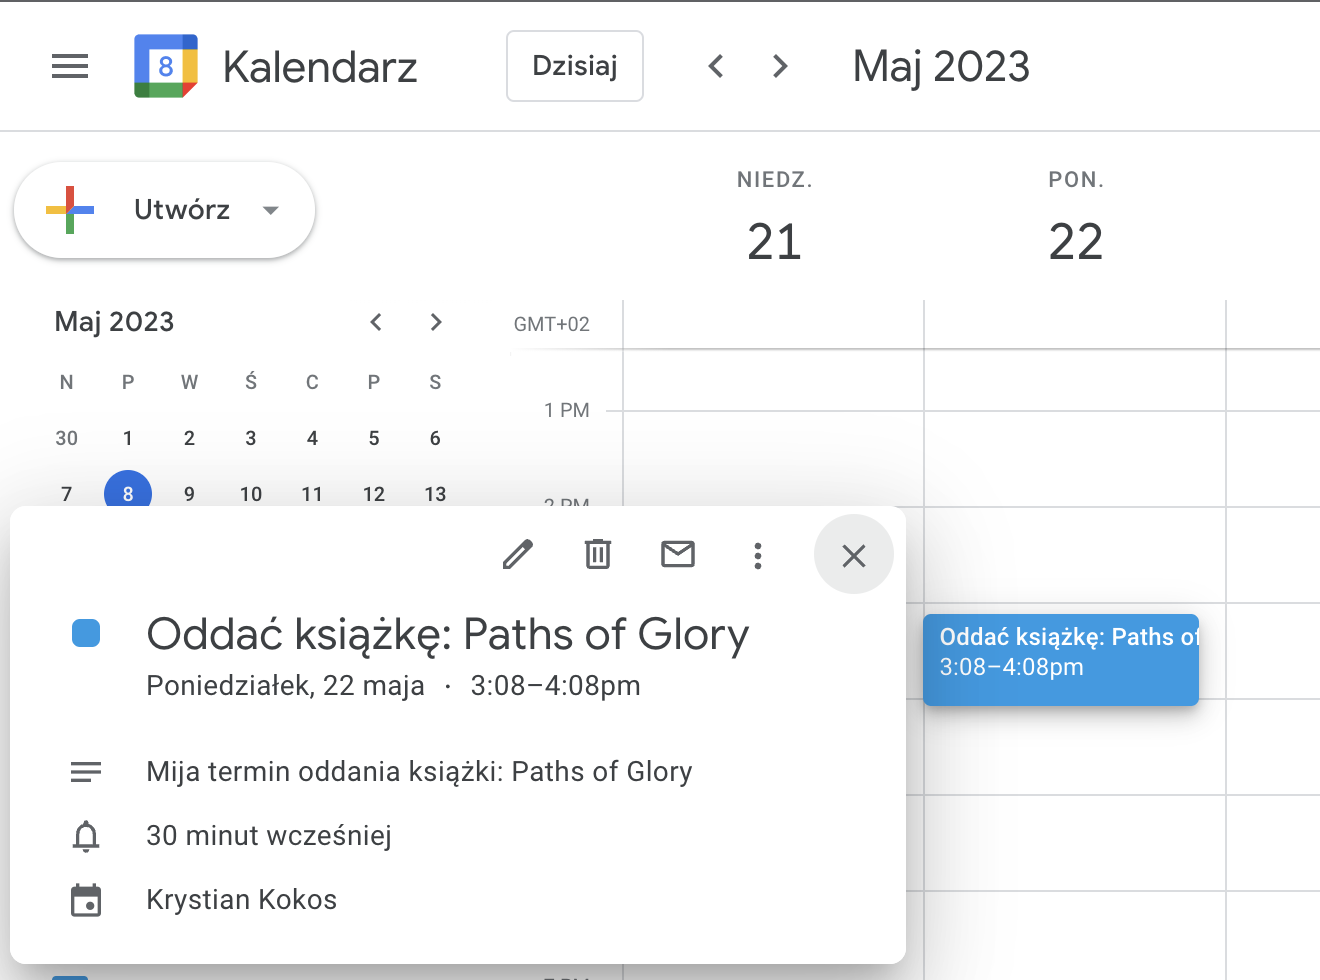 8 Kalendarz Dzisiaj Maj 2023
Utwórz
NIEDZ. PON.
21 22
Maj 2023
GMT+02
N P W Ś C P S
30 1 2 3 4 5 6
7 8 9 10 11 12 13
1 PM
2 PM
Oddać książkę: Paths of Glory
Poniedziałek, 22 maja · 3:08–4:08pm
Mija termin oddania książki: Paths of Glory
30 minut wcześniej
Krystian Kokos
Oddać książkę: Paths of
3:08–4:08pm